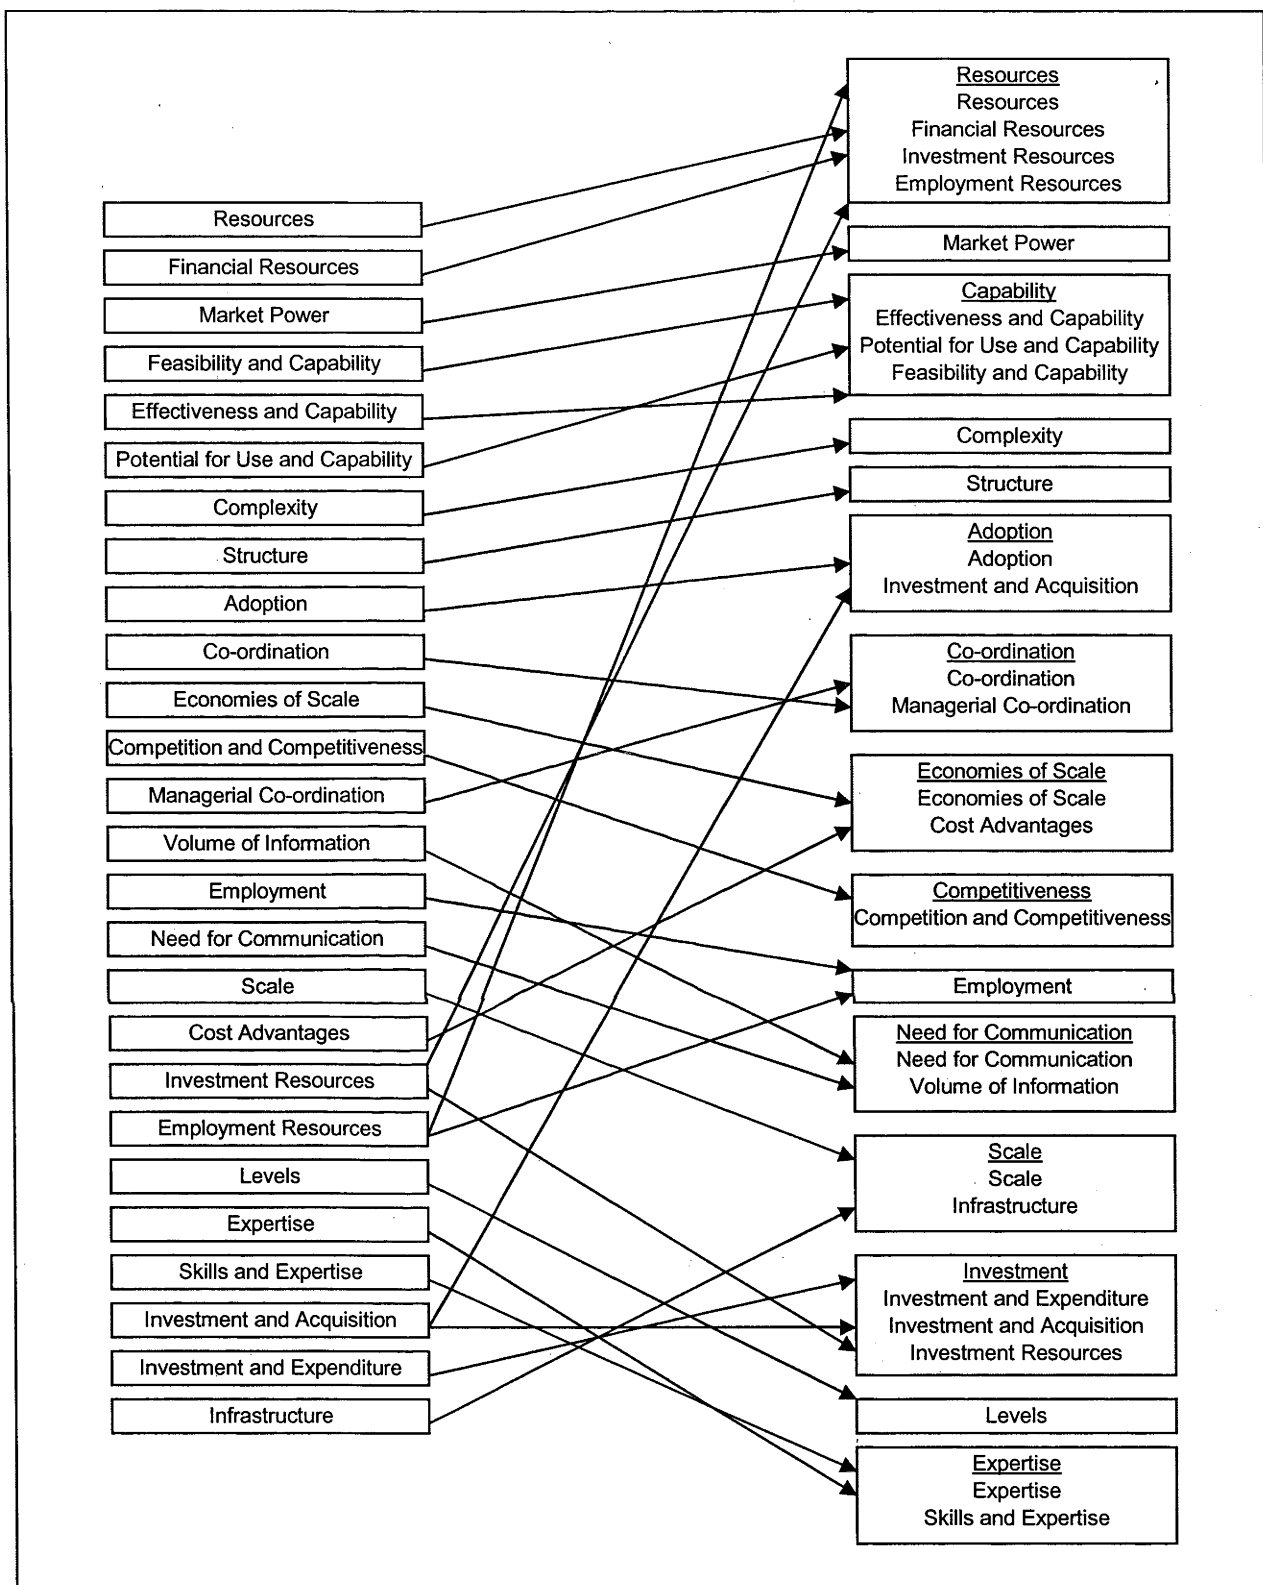 Resources
Financial Resources
Market Power
Feasibility and Capability
Effectiveness and Capability
Potential for Use and Capability
Complexity
Structure
Adoption
Co-ordination
Economies of Scale
Competition and Competitiveness
Managerial Co-ordination
Volume of Information
Employment
Need for Communication
Scale
Cost Advantages
Investment Resources
Employment Resources
Levels
Expertise
Skills and Expertise
Investment and Acquisition
Investment and Expenditure
Infrastructure
Resources
Resources
Financial Resources
Investment Resources
Employment Resources
Market Power
Capability
Effectiveness and Capability
Potential for Use and Capability
Feasibility and Capability
Complexity
Structure
Adoption
Adoption
Investment and Acquisition
Co-ordination
Co-ordination
Managerial Co-ordination
Economies of Scale
Economies of Scale
Cost Advantages
Competitiveness
Competition and Competitiveness
Employment
Need for Communication
Need for Communication
Volume of Information
Scale
Scale
Infrastructure
Investment
Investment and Expenditure
Investment and Acquisition
Investment Resources
Levels
Expertise
Expertise
Skills and Expertise